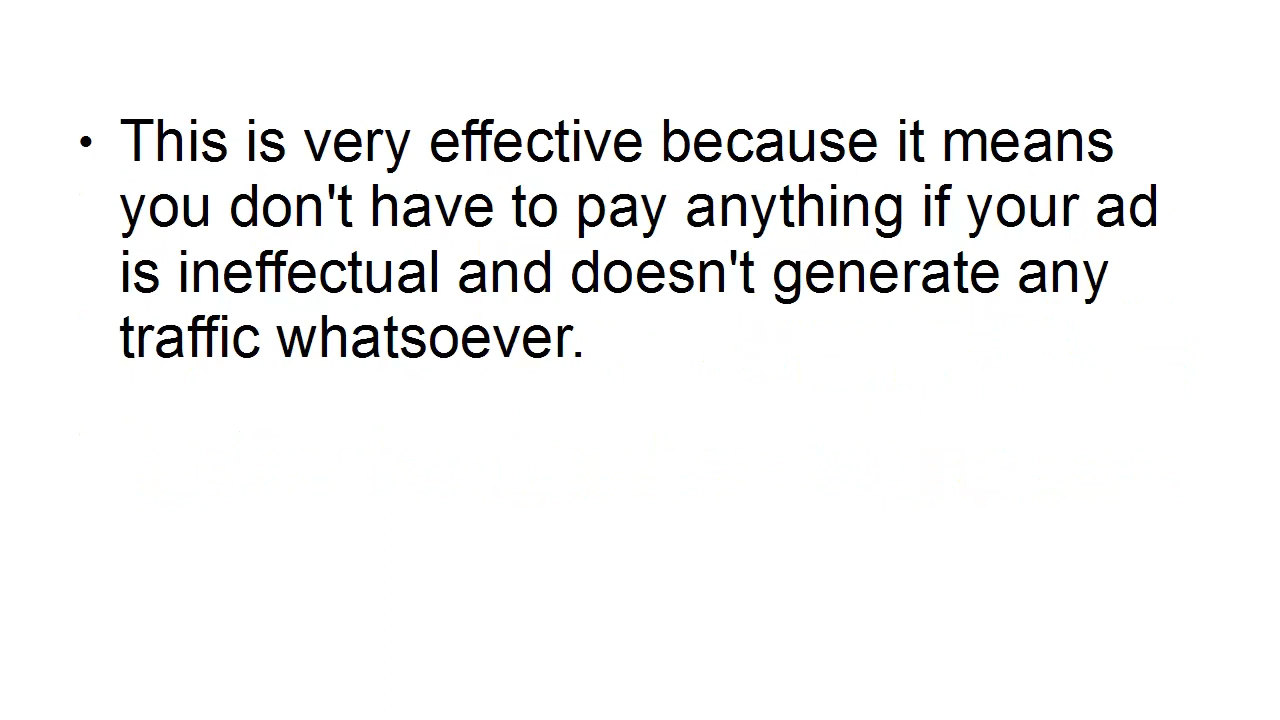 • This is very effective because it means
you don't have to pay anything if your ad
is ineffectual and doesn't generate any
traffic whatsoever.